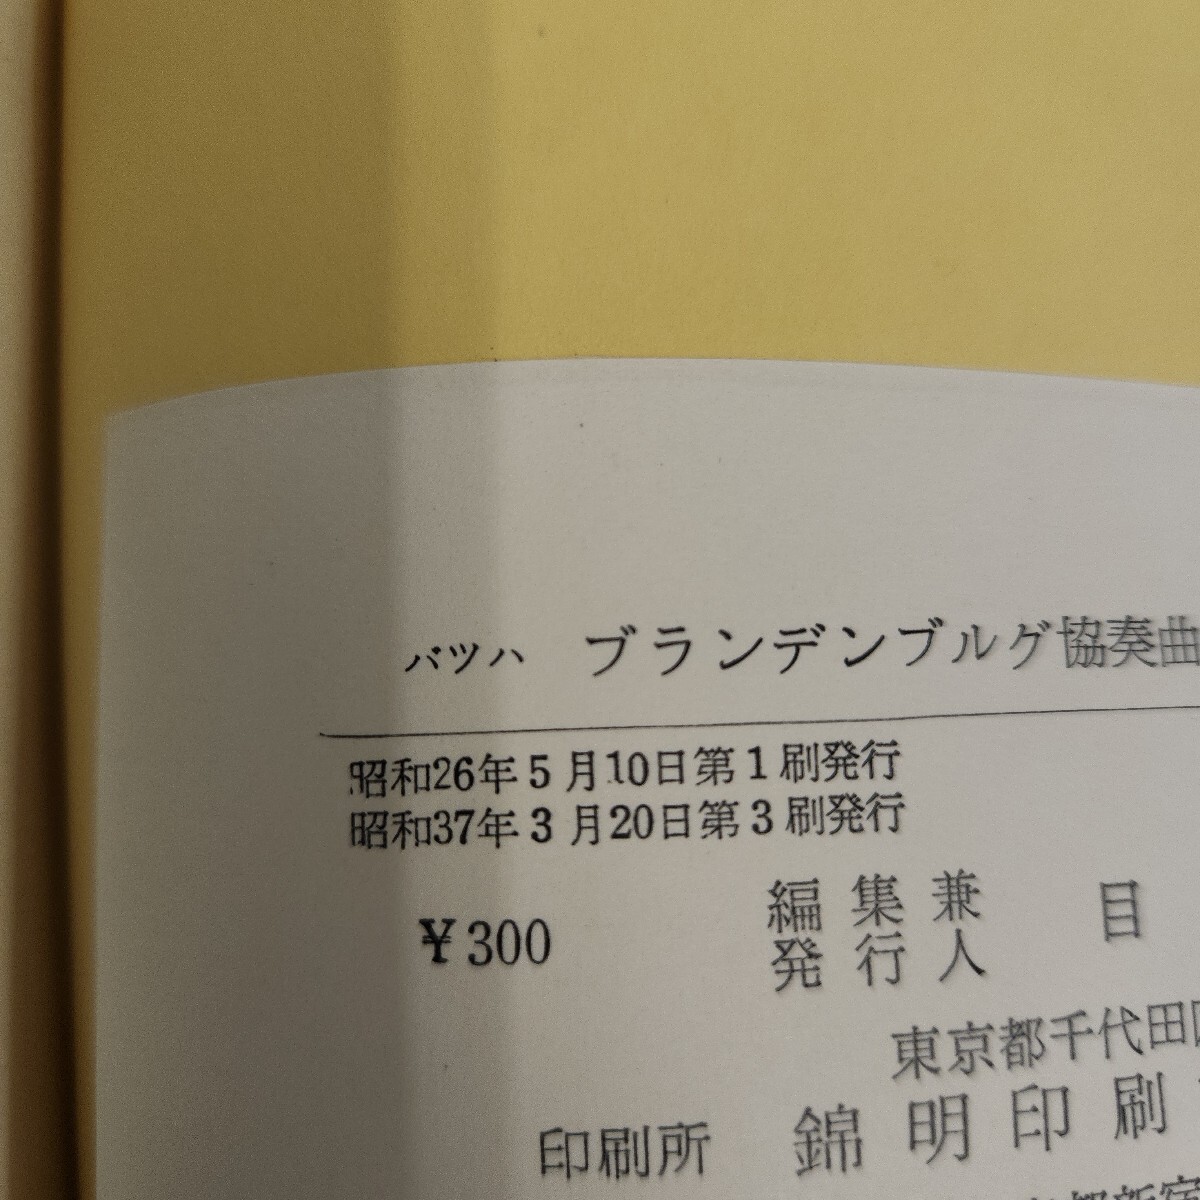 バツハ ブランデンブルグ協奏曲
昭和26年5月10日第1刷発行
昭和37年3月20日第3刷発行
¥300
編集兼 目
発行人
東京都千代田
印刷所 錦明印刷